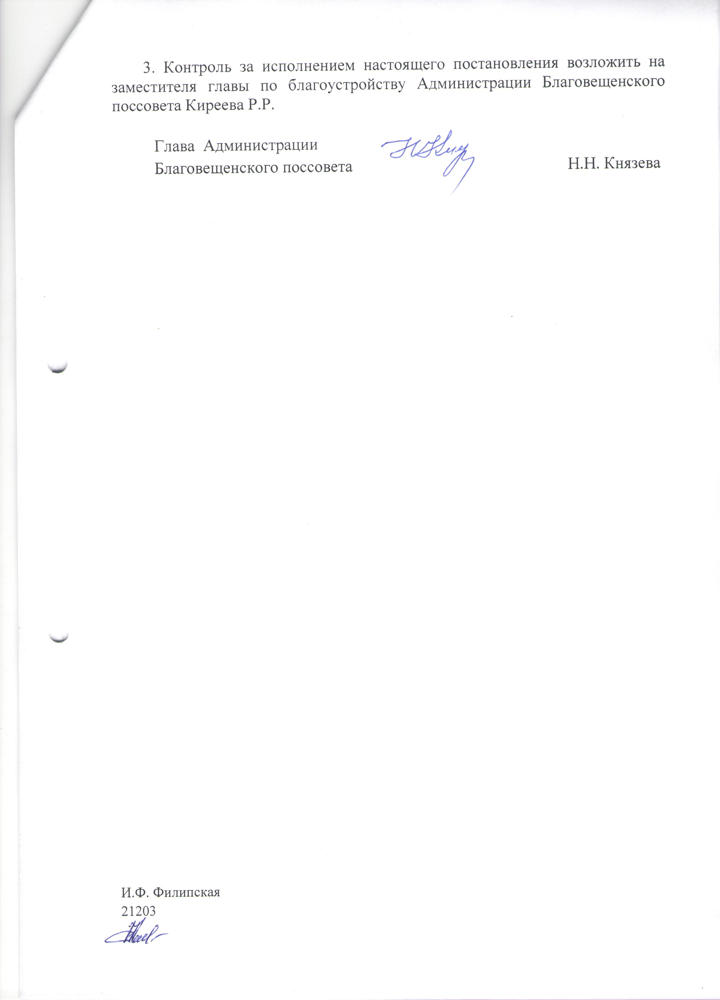 3. Контроль за исполнением настоящего постановления возложить на
заместителя главы по благоустройству Администрации Благовещенского
поссовета Киреева Р.Р.
Глава Администрации
Благовещенского поссовета
Н.Н. Князева
И.Ф. Филипская
21203